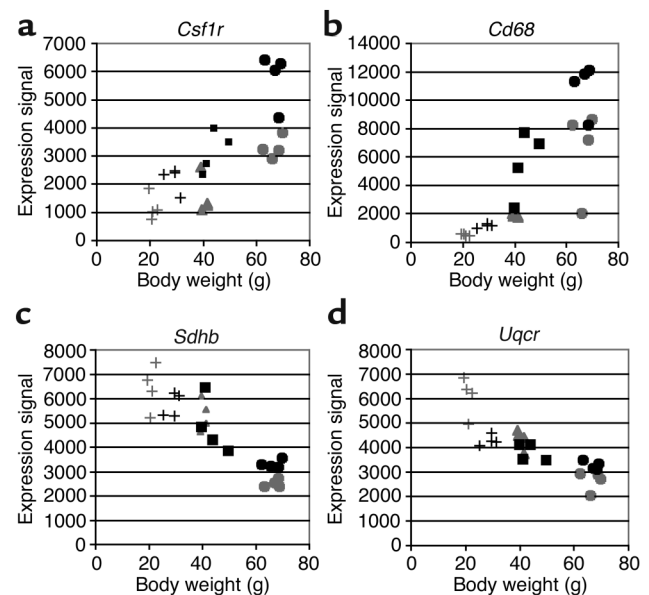 a
Csf1r
Expression signal
7000
6000
5000
4000
3000
2000
1000
0
0 20 40 60 80
Body weight (g)
b
Cd68
Expression signal
14000
12000
10000
8000
6000
4000
2000
0
0 20 40 60 80
Body weight (g)
c
Sdhb
Expression signal
8000
7000
6000
5000
4000
3000
2000
1000
0
0 20 40 60 80
Body weight (g)
d
Uqcr
Expression signal
8000
7000
6000
5000
4000
3000
2000
1000
0
0 20 40 60 80
Body weight (g)